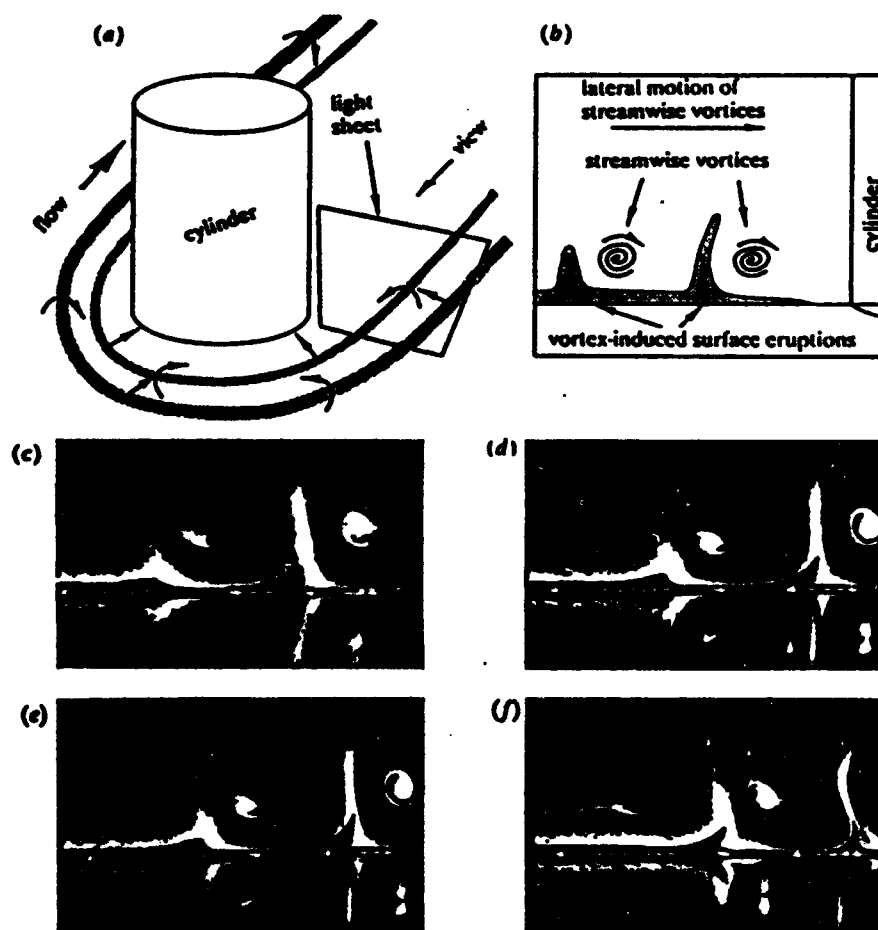 (a)
light
sheet
view
flow
cylinder
(b)
lateral motion of
streamwise vortices
streamwise vortices
cylinder
vortex-induced surface eruptions
(c)
(d)
(e)
(f)